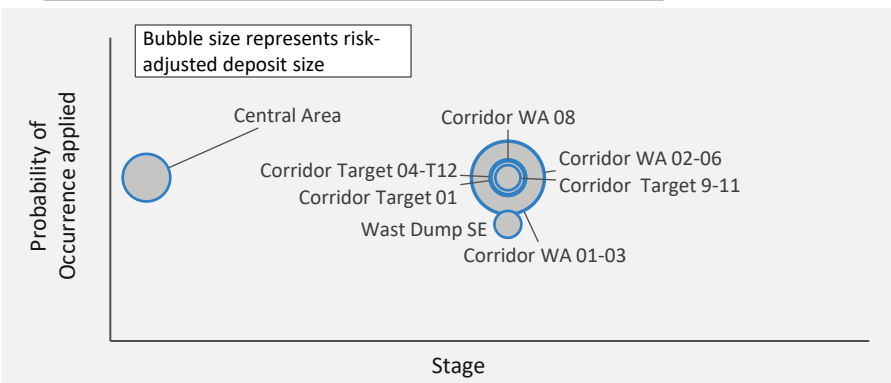 Bubble size represents risk-
adjusted deposit size
Probability of
Occurrence applied
Central Area
Corridor WA 08
Corridor Target 04-T12
Corridor WA 02-06
Corridor Target 01
Corridor  Target 9-11
Wast Dump SE
Corridor WA 01-03
Stage